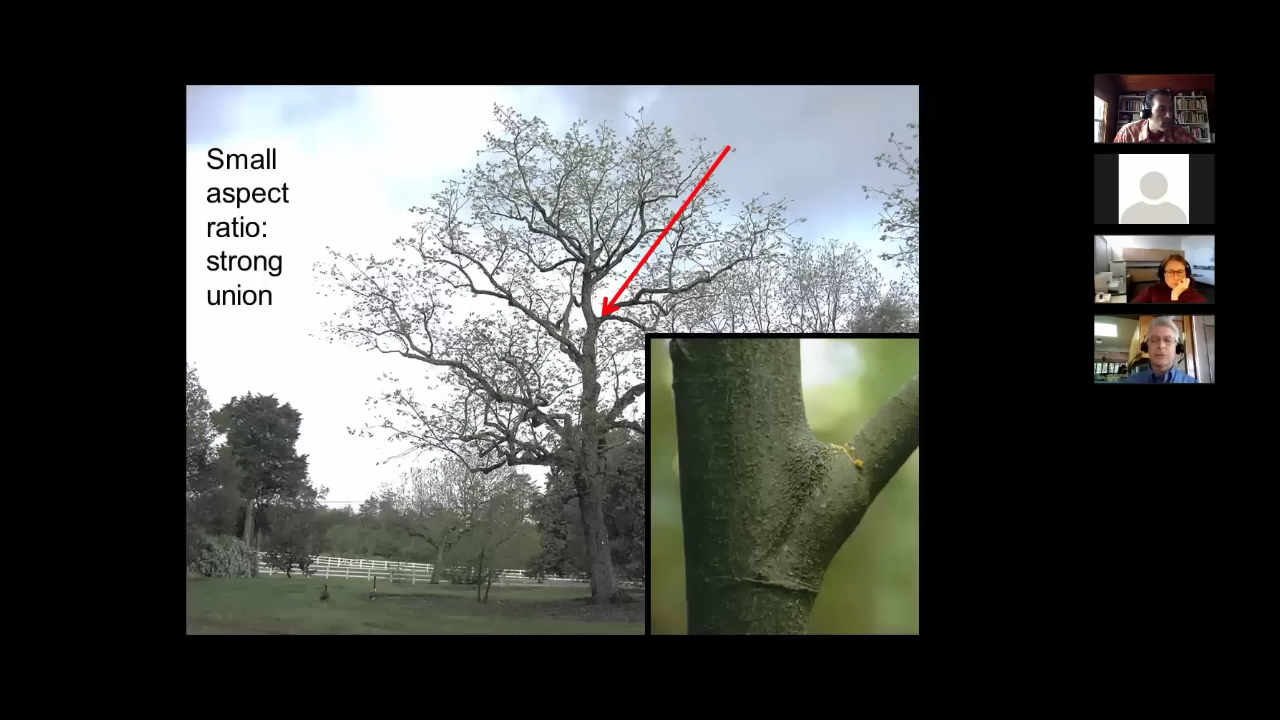 Small
aspect
ratio:
strong
union